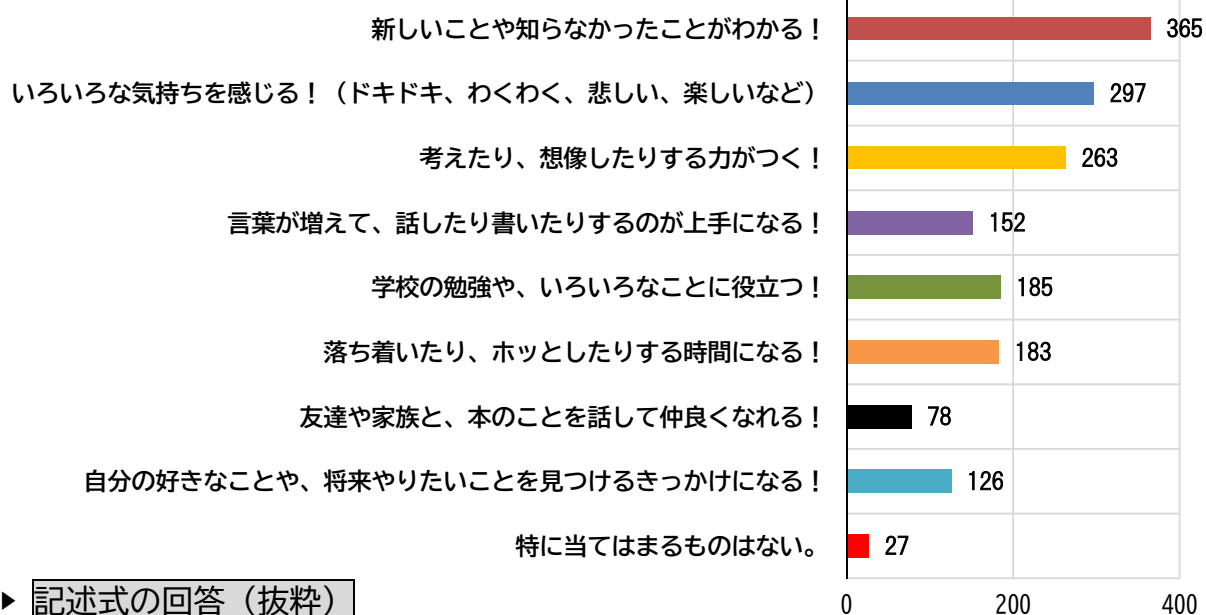 新しいことや知らなかったことがわかる！ 365
いろいろな気持ちを感じる！（ドキドキ、わくわく、悲しい、楽しいなど） 297
考えたり、想像したりする力がつく！ 263
言葉が増えて、話したり書いたりするのが上手になる！ 152
学校の勉強や、いろいろなことに役立つ！ 185
落ち着いたり、ホッとしたりする時間になる！ 183
友達や家族と、本のことを話して仲良くなれる！ 78
自分の好きなことや、将来やりたいことを見つけるきっかけになる！ 126
特に当てはまるものはない。 27
0 200 400
▶ 記述式の回答（抜粋）